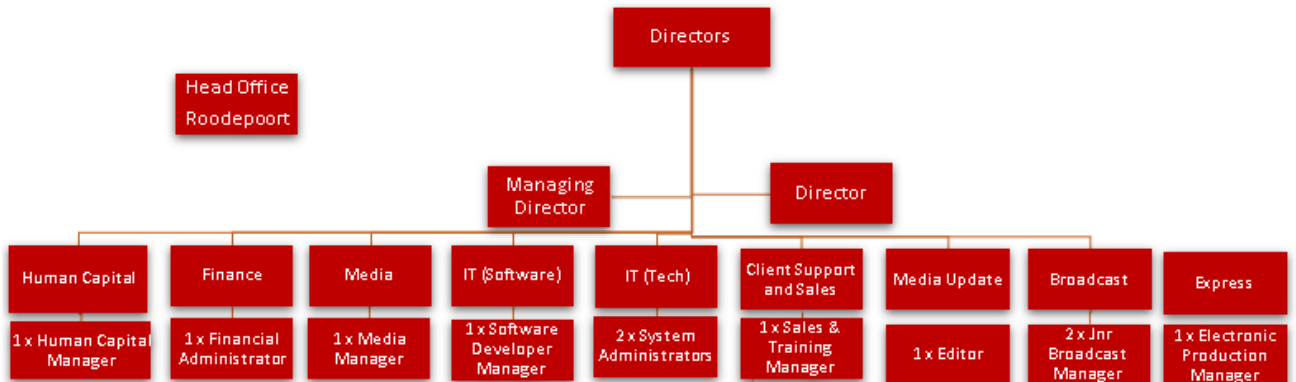 Directors
Head Office
Roodepoort
Managing
Director
Director
Human Capital
Finance
Media
IT (Software)
IT (Tech)
Client Support
and Sales
Media Update
Broadcast
Express
1 x Human Capital
Manager
1 x Financial
Administrator
1 x Media
Manager
1 x Software
Developer
Manager
2 x System
Administrators
1 x Sales &
Training
Manager
1 x Editor
2 x Jnr
Broadcast
Manager
1 x Electronic
Production
Manager